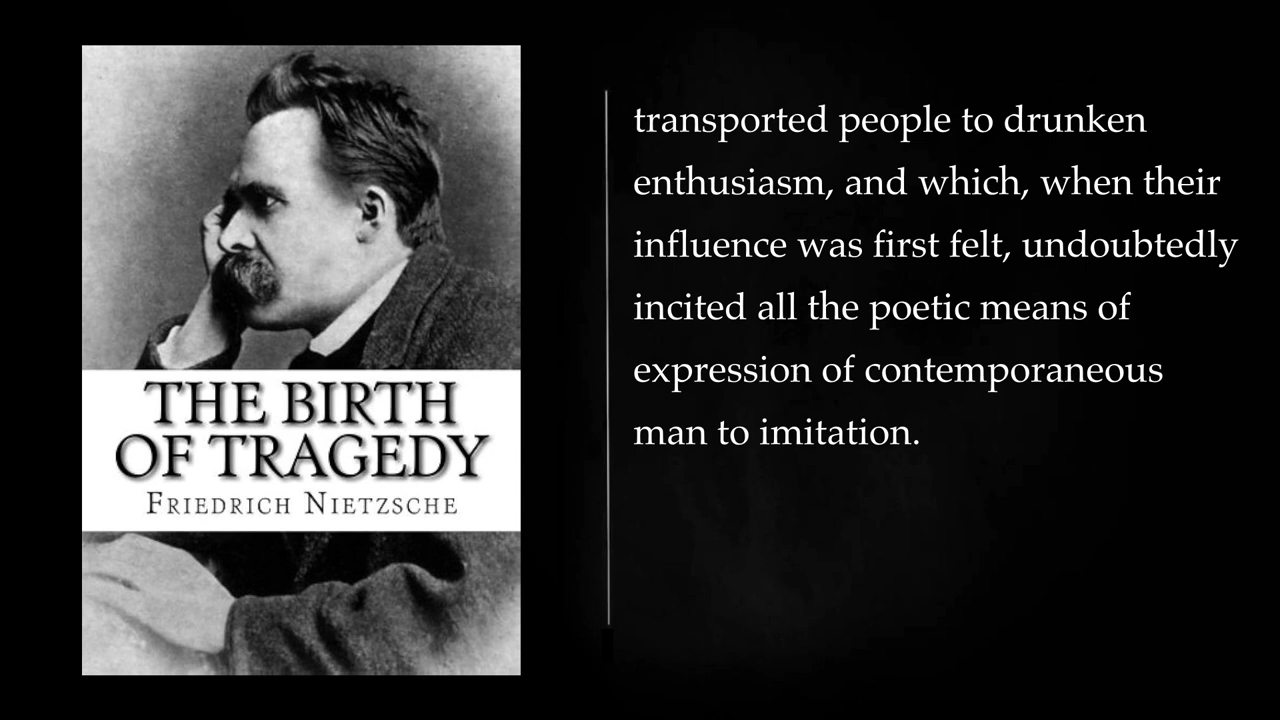 THE BIRTH
OF TRAGEDY
FRIEDRICH NIETZSCHE
transported people to drunken
enthusiasm, and which, when their
influence was first felt, undoubtedly
incited all the poetic means of
expression of contemporaneous
man to imitation.